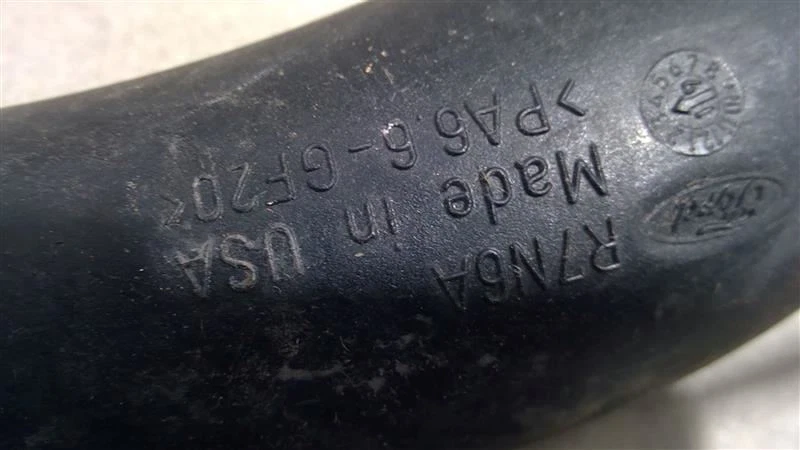 Ford
R7N6A
Made in USA
>PA6.6-GF20<